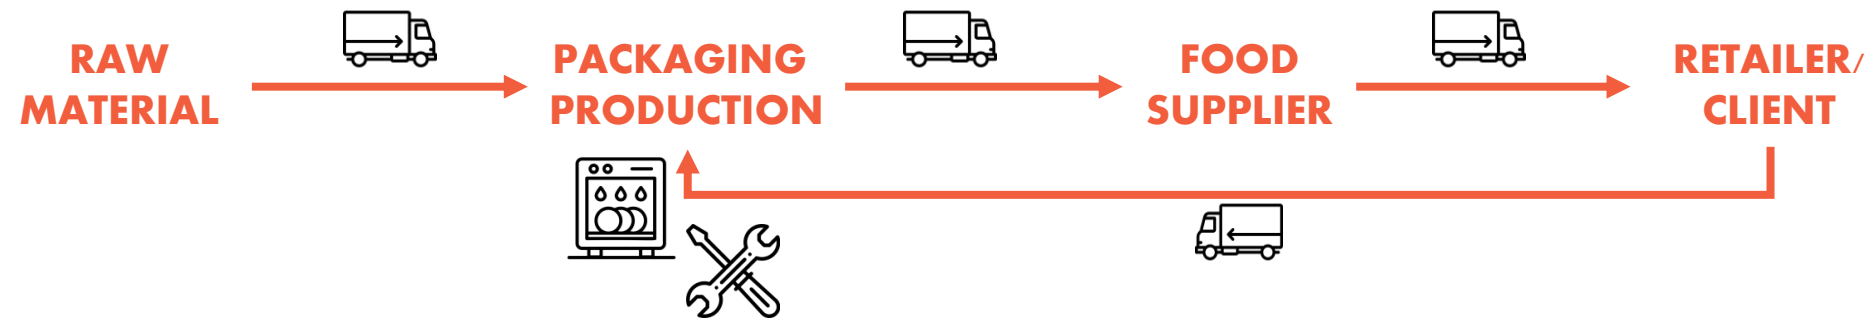 RAW
MATERIAL
PACKAGING
PRODUCTION
FOOD
SUPPLIER
RETAILER/
CLIENT